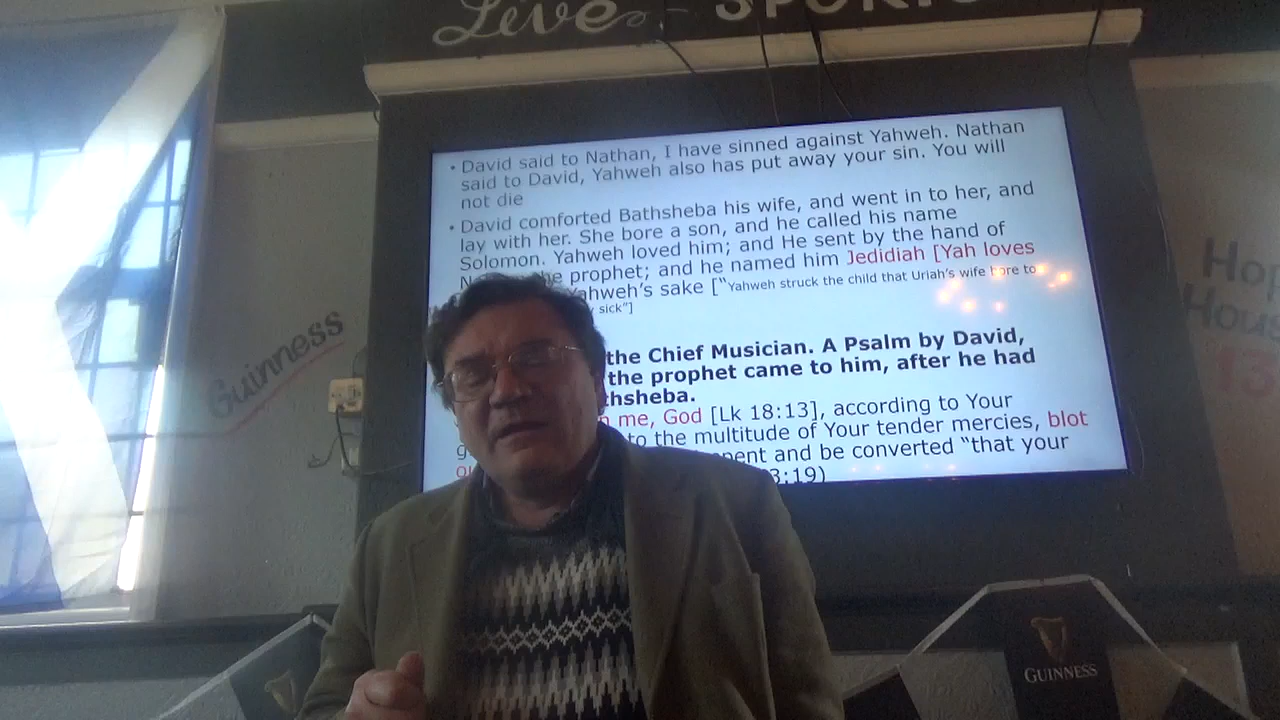 Live SPORTS
• David said to Nathan, I have sinned against Yahweh. Nathan
said to David, Yahweh also has put away your sin. You will
not die
• David comforted Bathsheba his wife, and went in to her, and
lay with her. She bore a son, and he called his name
Solomon. Yahweh loved him; and He sent by the hand of
the prophet; and he named him Jedidiah [Yah loves
Yahweh's sake ["Yahweh struck the child that Uriah's wife bore to
sick"]
the Chief Musician. A Psalm by David,
the prophet came to him, after he had
me, God [Lk 18:13], according to Your
to the multitude of Your tender mercies, blot
and be converted "that your
3:19)
Guinness
GUINNESS